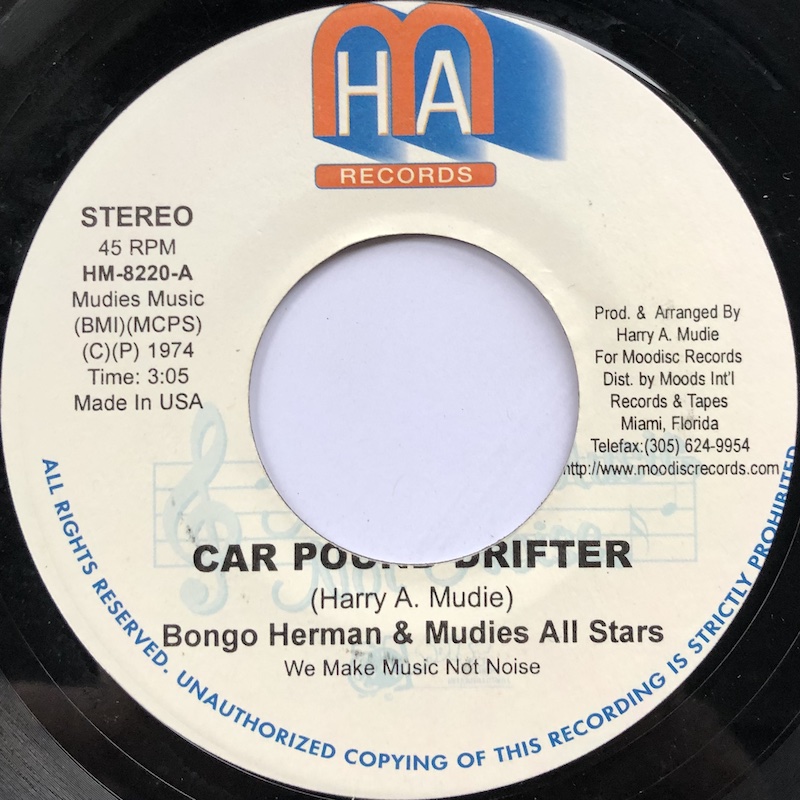 M
HA
RECORDS
STEREO
45 RPM
HM-8220-A
Mudies Music
(BMI)(MCPS)
(C)(P) 1974
Time: 3:05
Made In USA
Prod. & Arranged By
Harry A. Mudie
For Moodisc Records
Dist. by Moods Int'l
Records & Tapes
Miami, Florida
Telefax:(305) 624-9954
http://www.moodiscrecords.com
CAR POUND DRIFTER
(Harry A. Mudie)
Bongo Herman & Mudies All Stars
We Make Music Not Noise
ALL RIGHTS RESERVED. UNAUTHORIZED COPYING OF THIS RECORDING IS STRICTLY PROHIBITED